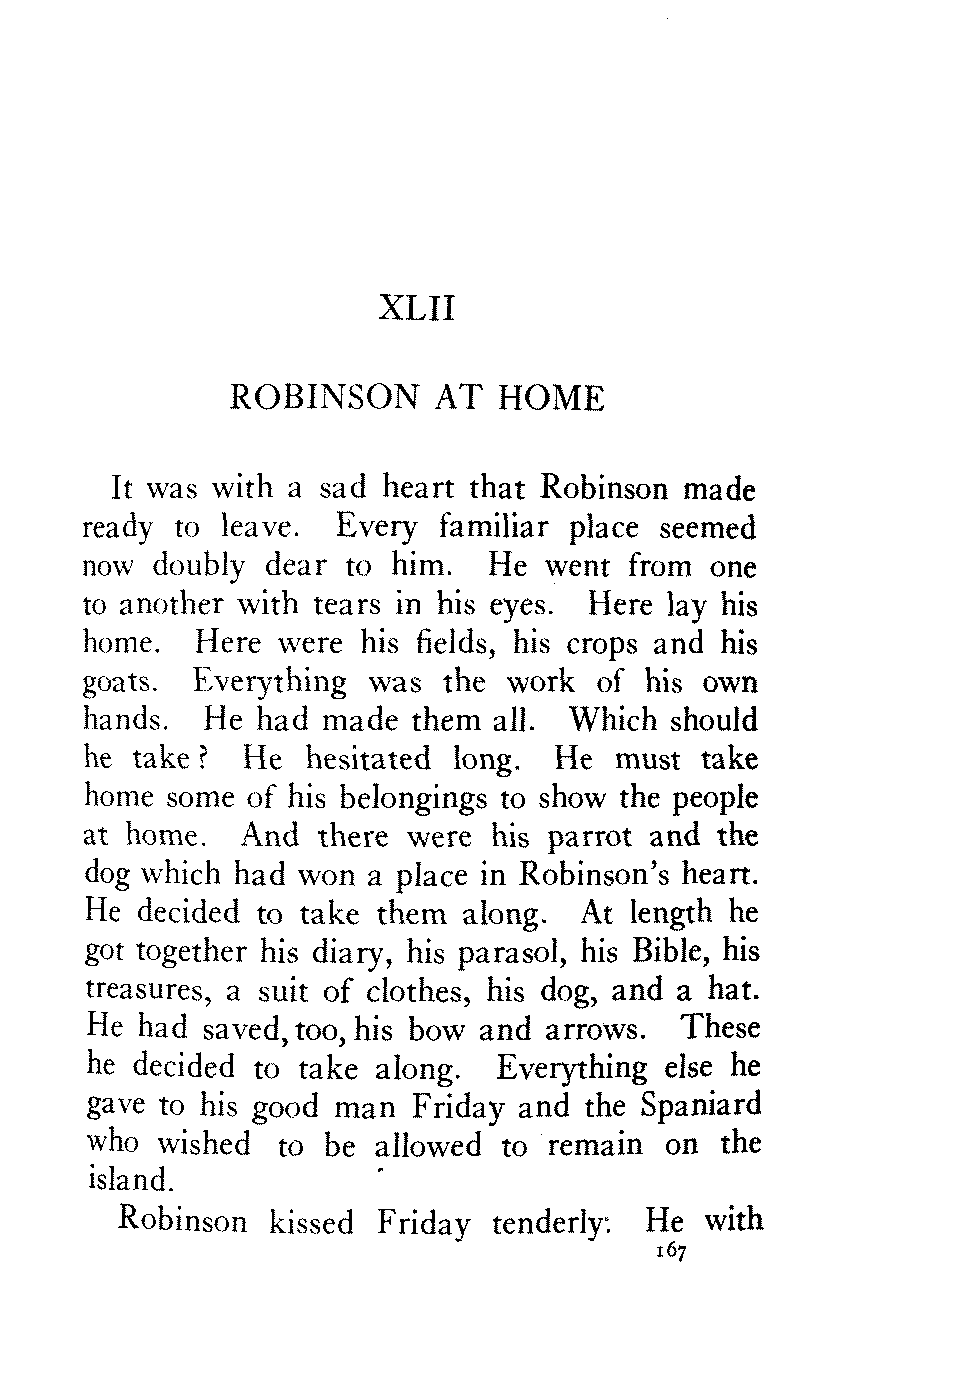 XLII
ROBINSON AT HOME
It was with a sad heart that Robinson made
ready to leave. Every familiar place seemed
now doubly dear to him. He went from one
to another with tears in his eyes. Here lay his
home. Here were his fields, his crops and his
goats. Everything was the work of his own
hands. He had made them all. Which should
he take? He hesitated long. He must take
home some of his belongings to show the people
at home. And there were his parrot and the
dog which had won a place in Robinson's heart.
He decided to take them along. At length he
got together his diary, his parasol, his Bible, his
treasures, a suit of clothes, his dog, and a hat.
He had saved, too, his bow and arrows. These
he decided to take along. Everything else he
gave to his good man Friday and the Spaniard
who wished to be allowed to remain on the
island.
Robinson kissed Friday tenderly. He with
167